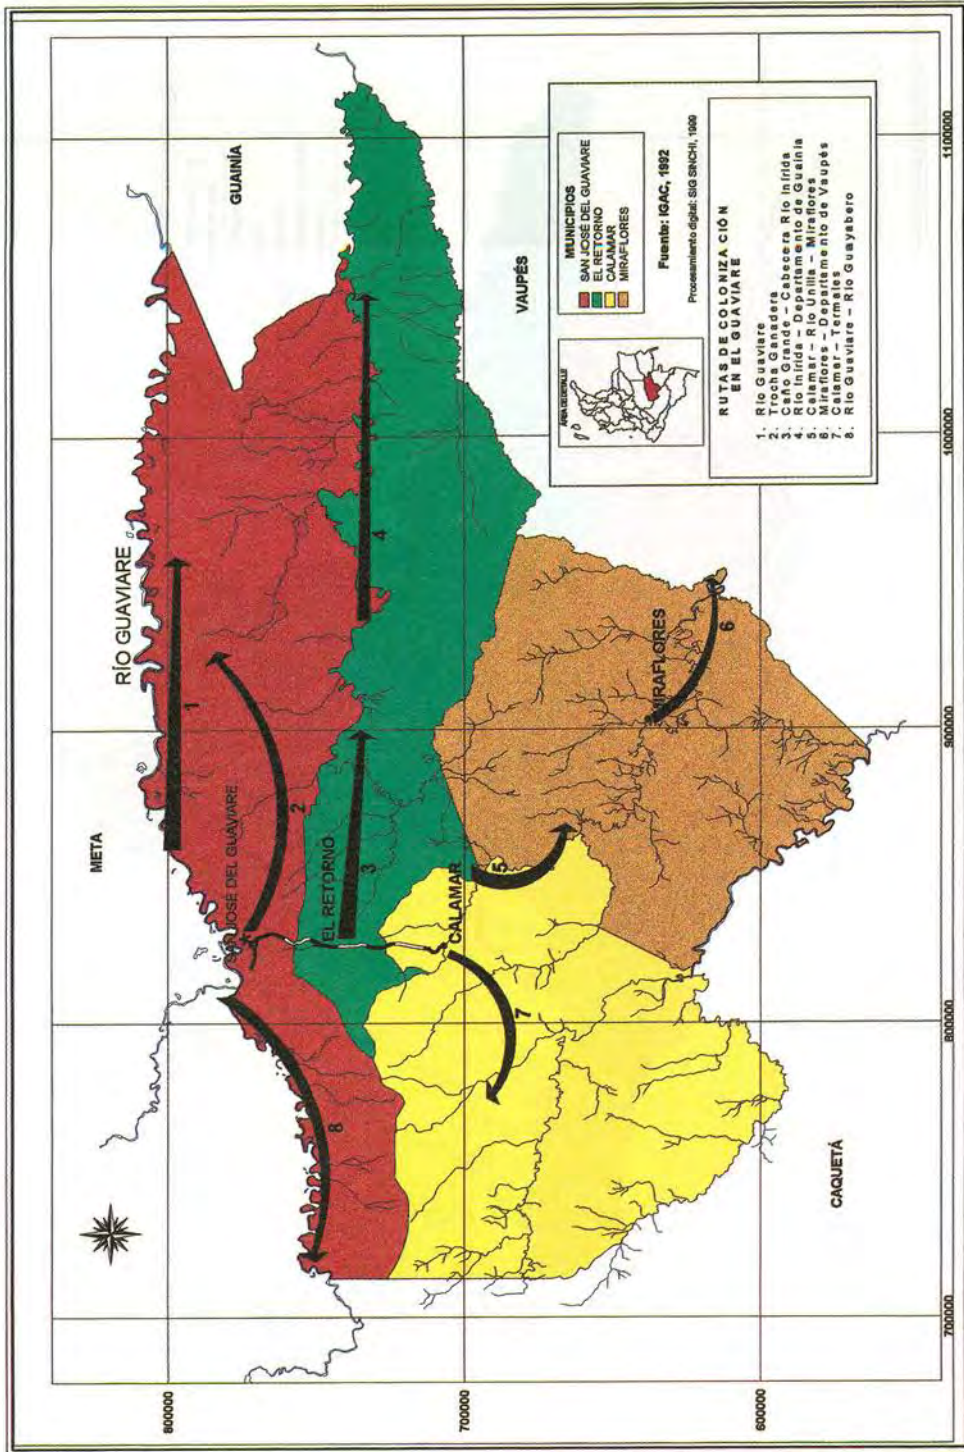 META
GUAINÍA
VAUPÉS
CAQUETÁ
RÍO GUAVIARE
SAN JOSÉ DEL GUAVIARE
EL RETORNO
CALAMAR
MIRAFLORES
1
2
3
4
5
6
7
8
800000
700000
600000
700000
800000
900000
1000000
1100000
ÁREA DE DETALLE
MUNICIPIOS
SAN JOSÉ DEL GUAVIARE
EL RETORNO
CALAMAR
MIRAFLORES
Fuente: IGAC, 1992
Procesamiento digital: SIG SINCHI, 1999
RUTAS DE COLONIZACIÓN
EN EL GUAVIARE
1. Río Guaviare
2. Trocha Ganadera
3. Caño Grande – Cabecera Río Inírida
4. Río Inírida – Departamento de Guainía
5. Calamar – Río Unilla – Miraflores
6. Miraflores – Departamento de Vaupés
7. Calamar – Termales
8. Río Guaviare – Río Guayabero